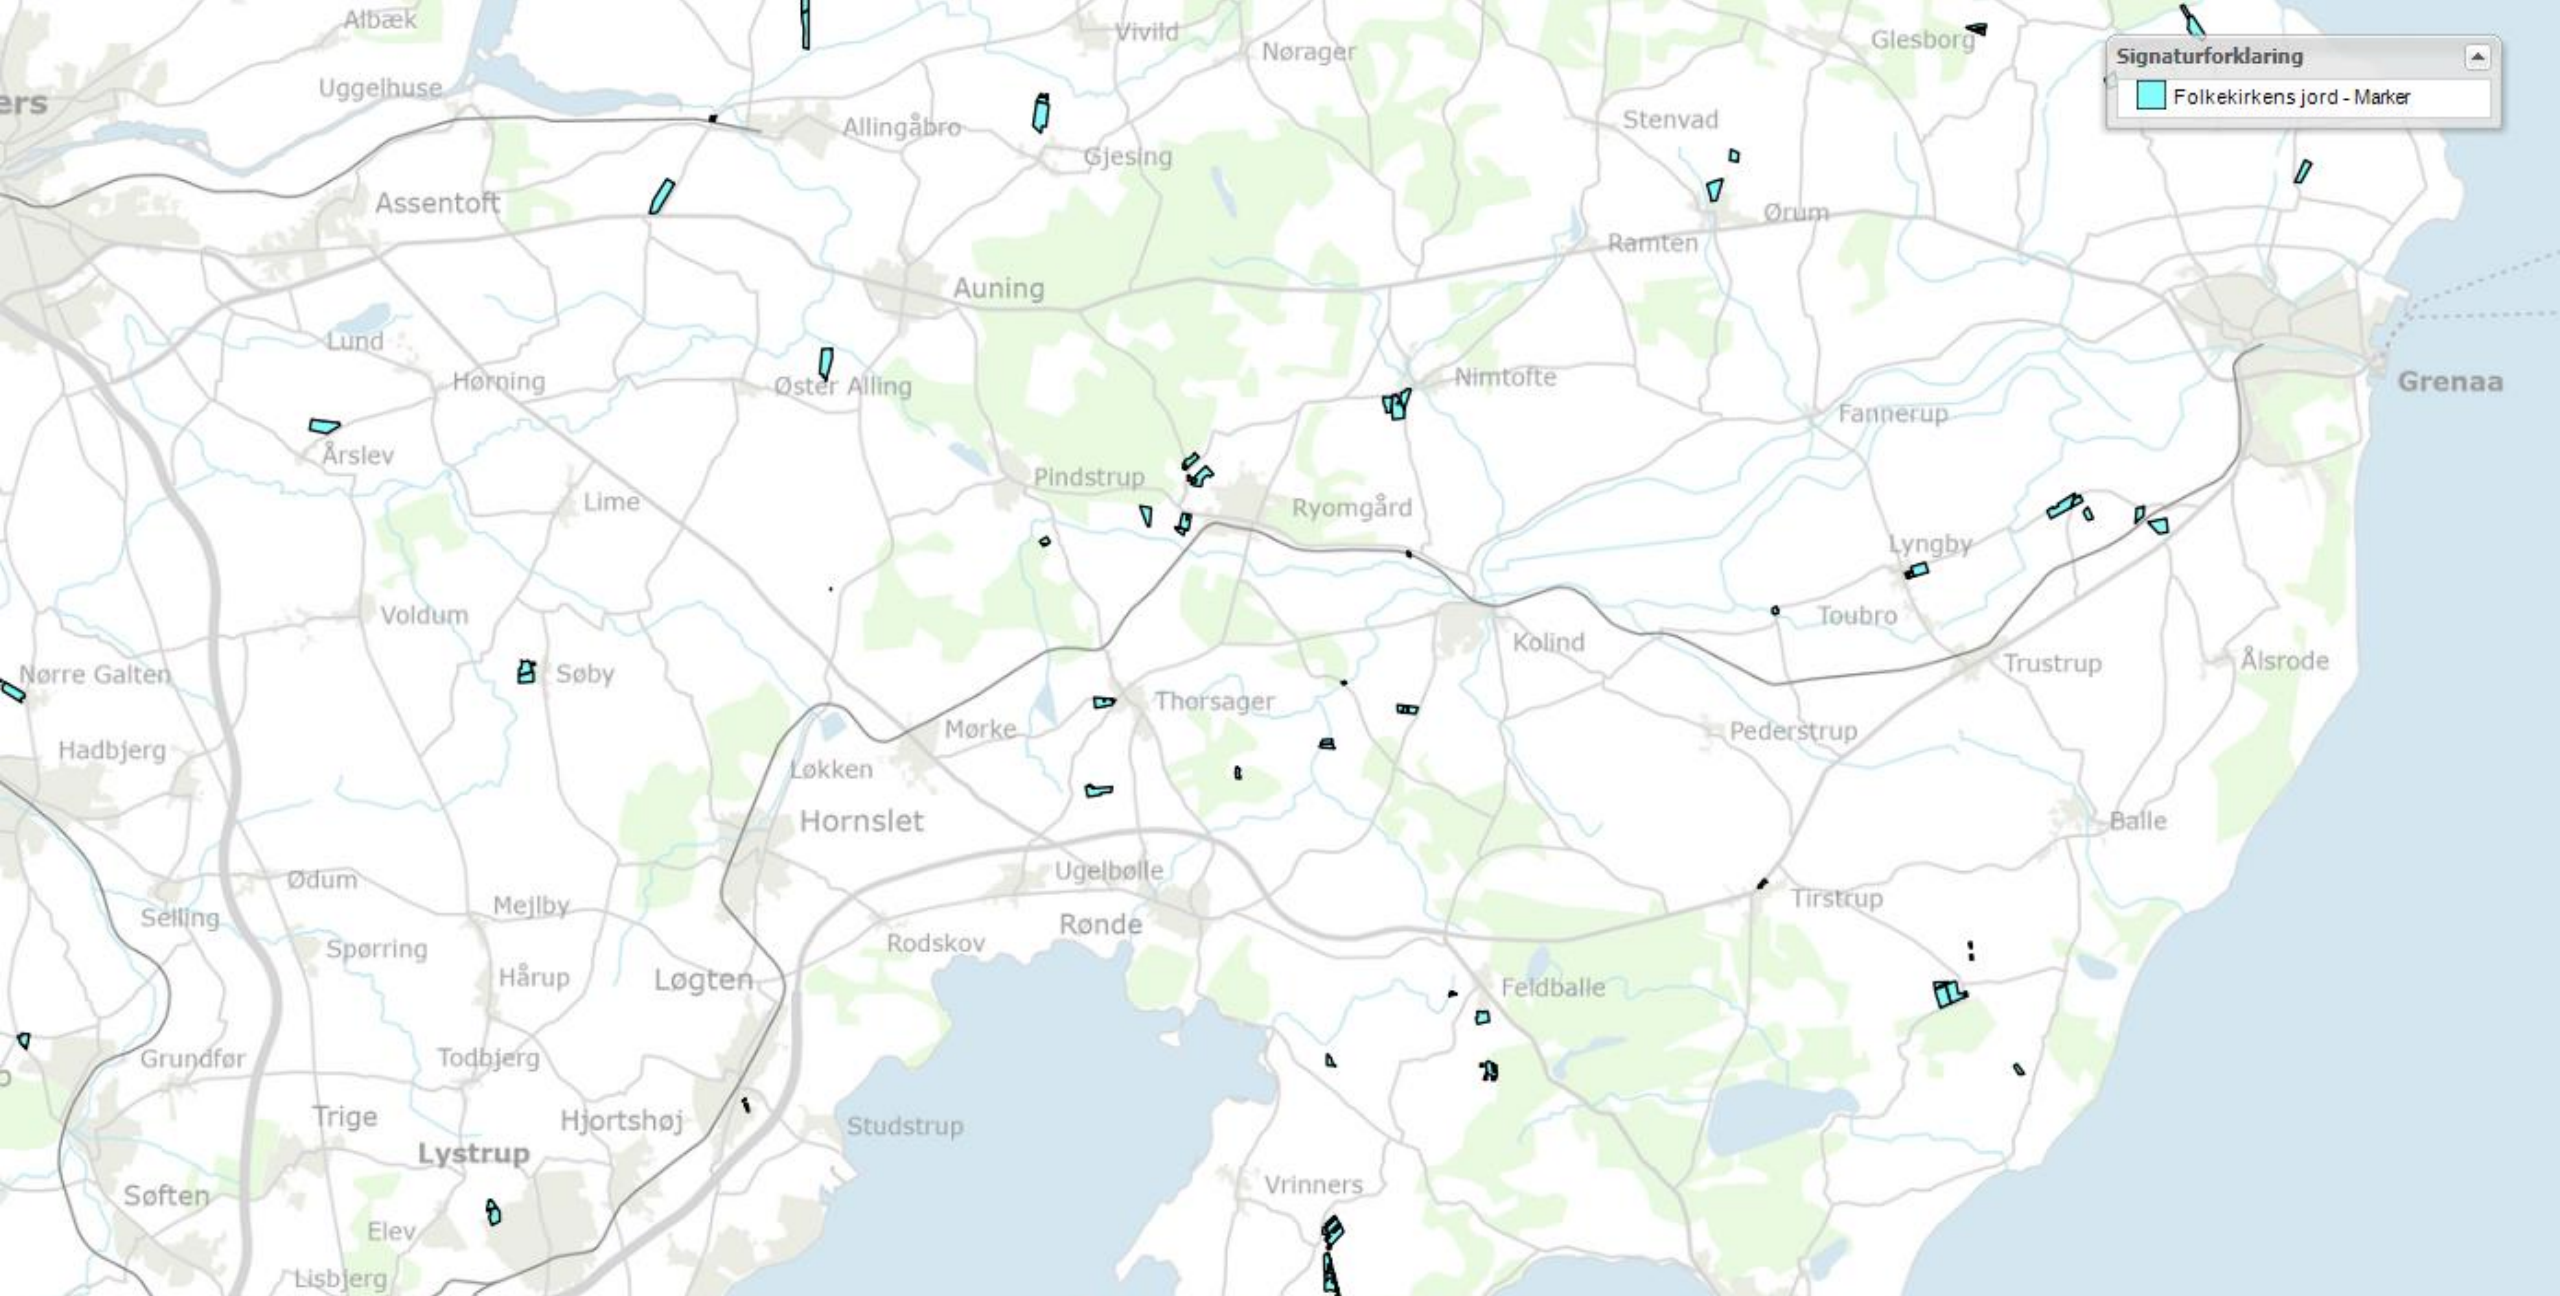 Albæk
Vivild
Nørager
Glesborg
Signaturforklaring
Folkekirkens jord - Marker
Uggelhuse
ers
Allingåbro
Stenvad
Gjesing
Assentoft
Ørum
Ramten
Auning
Lund
Hørning
Øster Alling
Nimtofte
Grenaa
Fannerup
Årslev
Pindstrup
Lime
Ryomgård
Lyngby
Voldum
Toubro
Kolind
Nørre Galten
Søby
Trustrup
Ålsrode
Thorsager
Mørke
Pederstrup
Hadbjerg
Løkken
Hornslet
Balle
Ugelbølle
Ødum
Mejlby
Tirstrup
Selling
Rønde
Spørring
Rodskov
Hårup
Løgten
Feldballe
Grundfør
Todbjerg
Trige
Hjortshøj
Studstrup
Lystrup
Søften
Vrinners
Elev
Lisbjerg